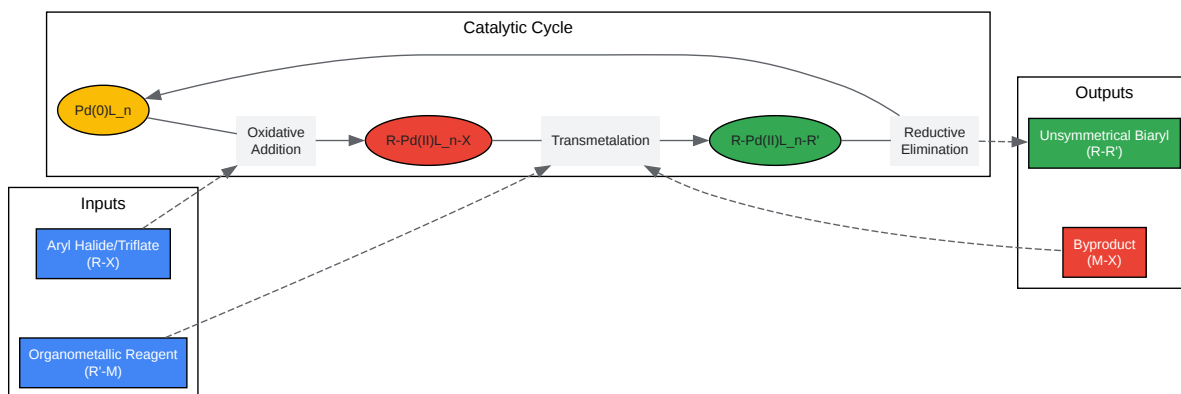 Catalytic Cycle
Pd(0)L_n
Oxidative
Addition
R-Pd(II)L_n-X
Transmetalation
R-Pd(II)L_n-R'
Reductive
Elimination
Outputs
Unsymmetrical Biaryl
(R-R')
Byproduct
(M-X)
Inputs
Aryl Halide/Triflate
(R-X)
Organometallic Reagent
(R'-M)